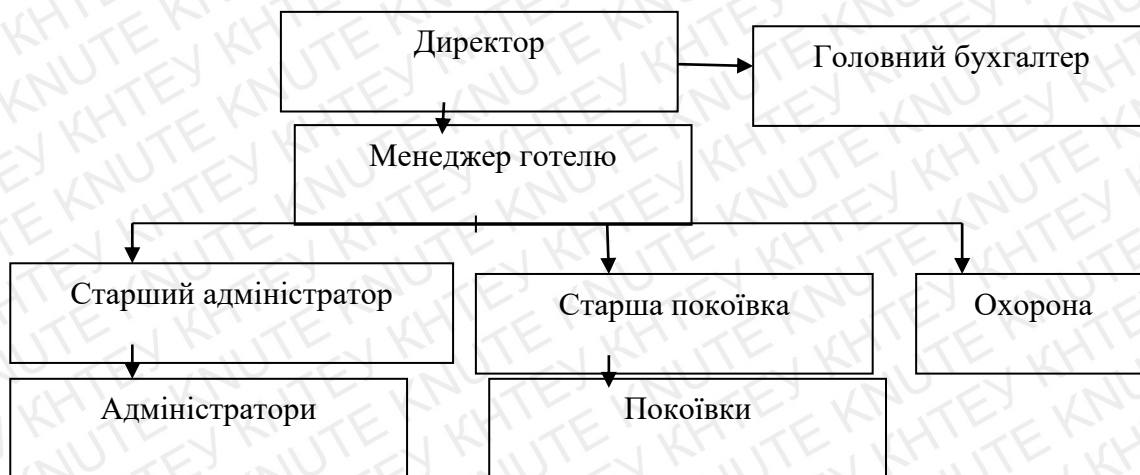 Директор
Головний бухгалтер
Менеджер готелю
Старший адміністратор
Старша покоївка
Охорона
Адміністратори
Покоївки